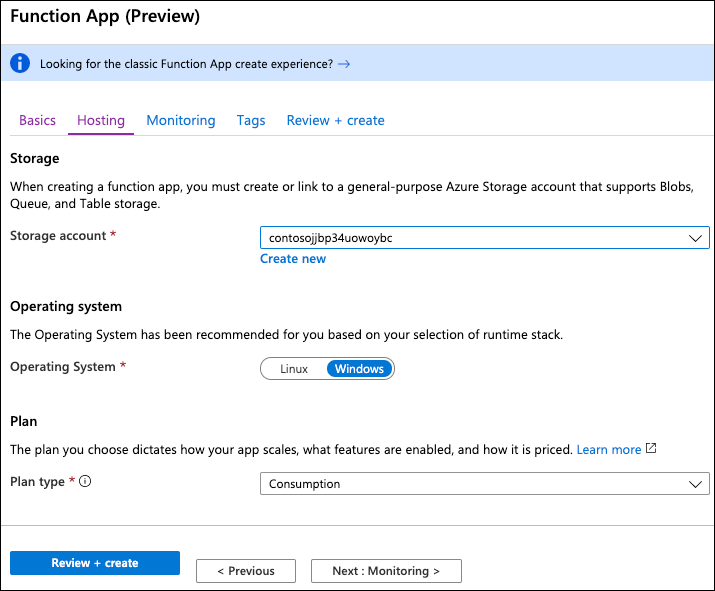 Function App (Preview)
Looking for the classic Function App create experience? →
Basics Hosting Monitoring Tags Review + create
Storage
When creating a function app, you must create or link to a general-purpose Azure Storage account that supports Blobs,
Queue, and Table storage.
Storage account * contosojjbp34uowoybc
Create new
Operating system
The Operating System has been recommended for you based on your selection of runtime stack.
Operating System * Linux Windows
Plan
The plan you choose dictates how your app scales, what features are enabled, and how it is priced. Learn more
Plan type * Consumption
Review + create < Previous Next : Monitoring >